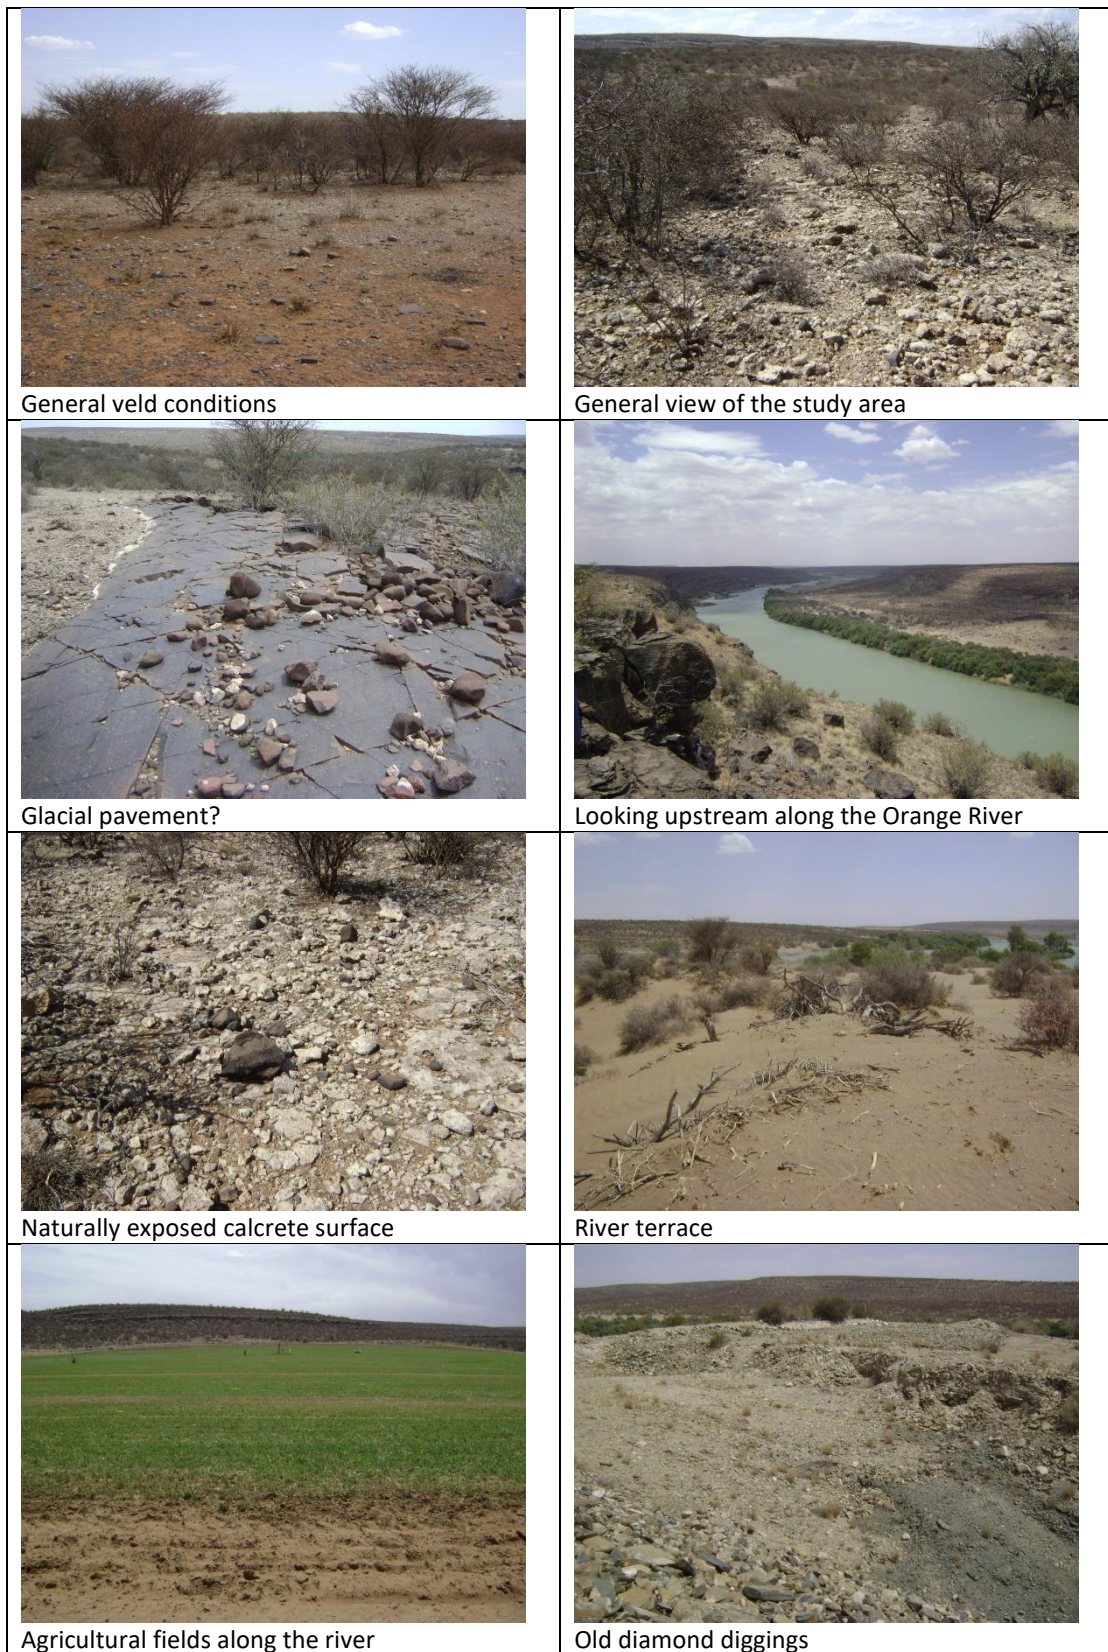 General veld conditions
General view of the study area
Glacial pavement?
Looking upstream along the Orange River
Naturally exposed calcrete surface
River terrace
Agricultural fields along the river
Old diamond diggings